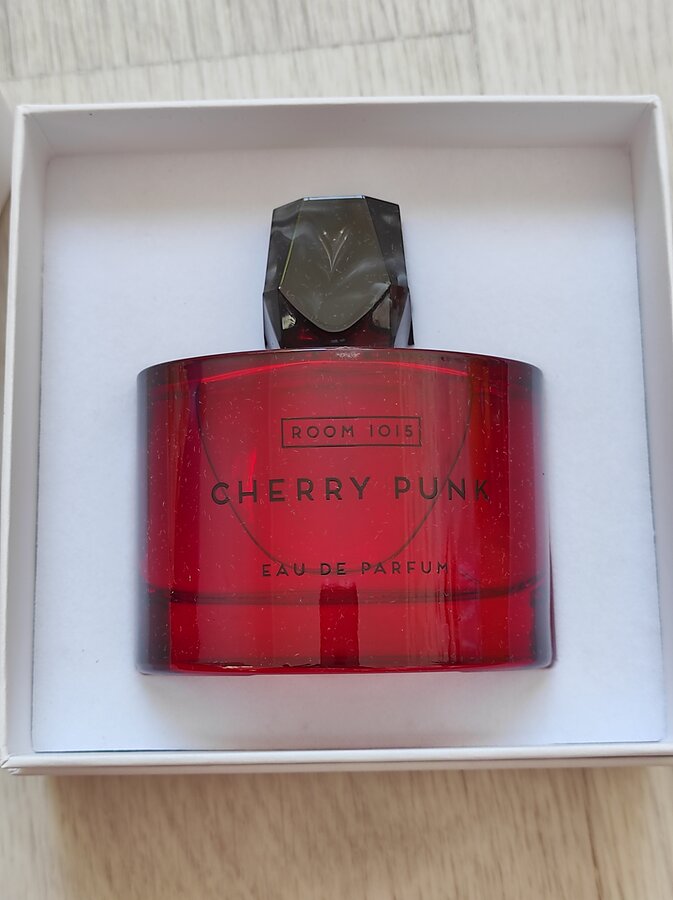 ROOM 1015
CHERRY PUNK
EAU DE PARFUM